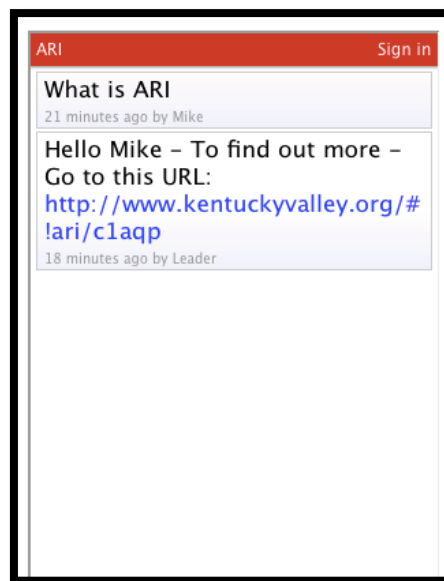 ARI Sign in
What is ARI
21 minutes ago by Mike
Hello Mike – To find out more –
Go to this URL:
http://www.kentuckyvalley.org/#
!ari/c1aqp
18 minutes ago by Leader